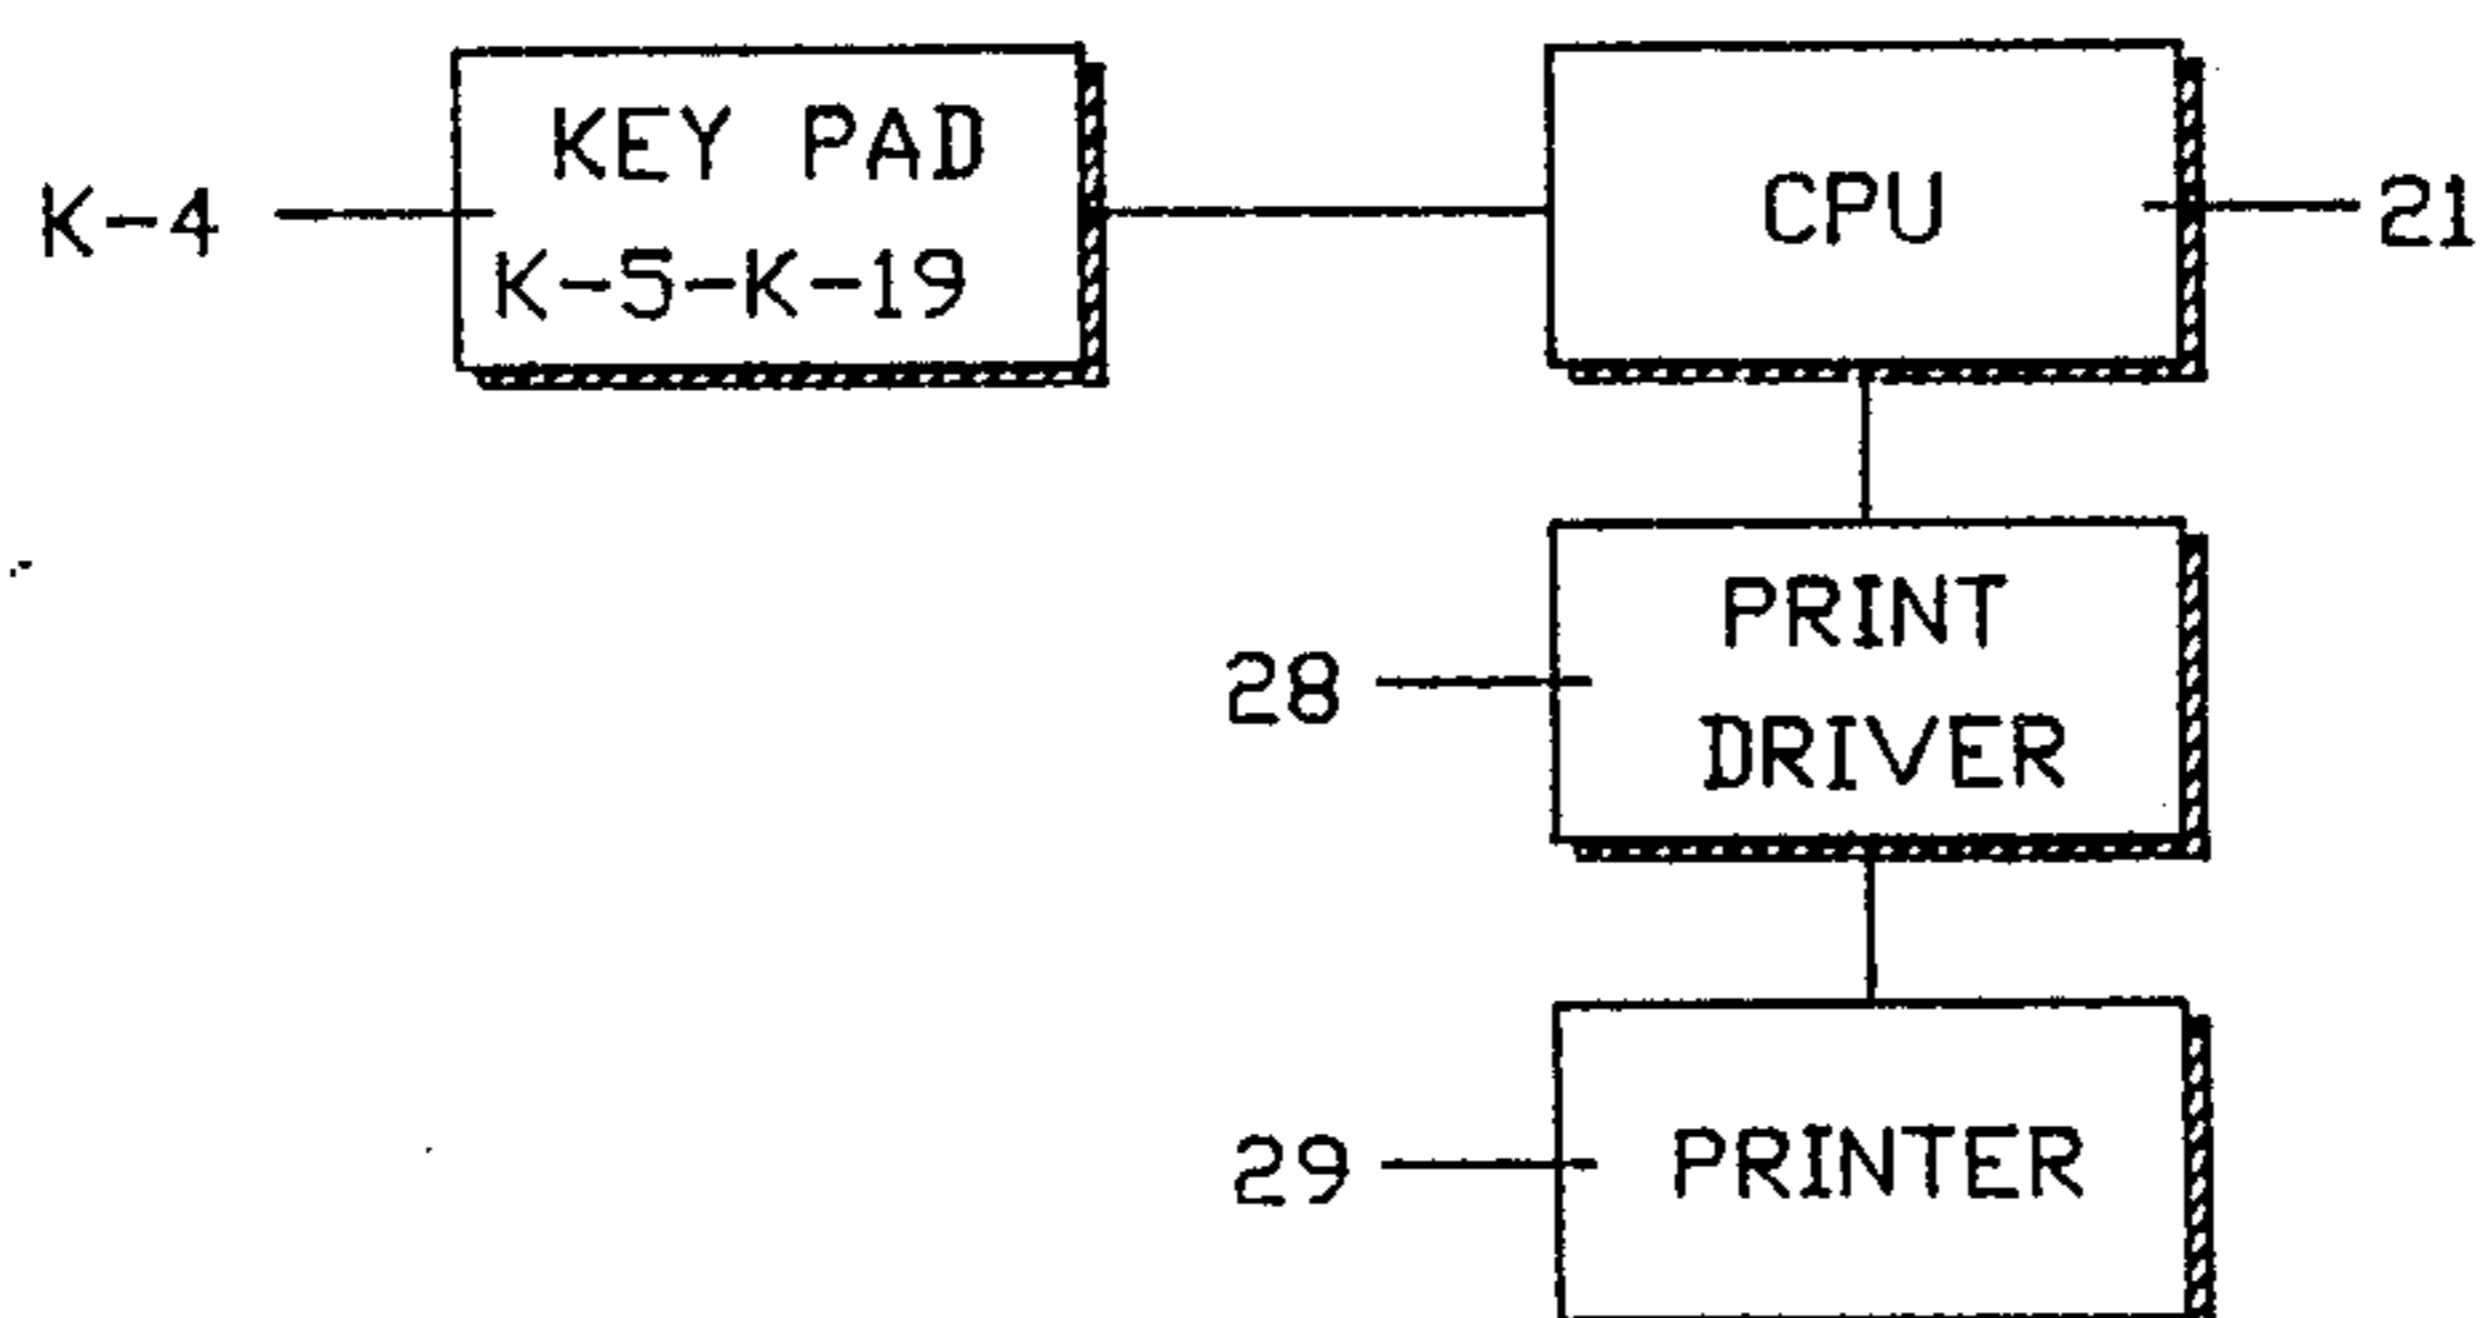 KEY PAD
K-4
K-5-K-19
CPU
21
PRINT
28
DRIVER
29
PRINTER